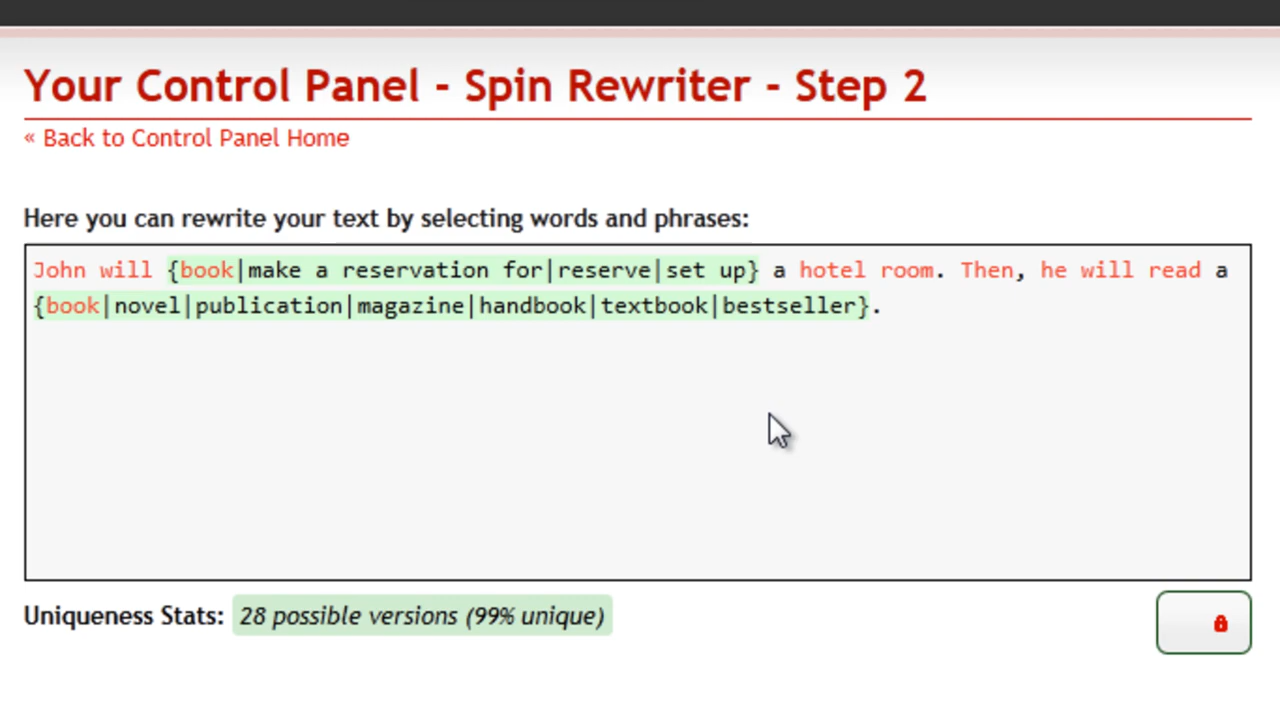 Your Control Panel - Spin Rewriter - Step 2
« Back to Control Panel Home
Here you can rewrite your text by selecting words and phrases:
John will {book|make a reservation for|reserve|set up} a hotel room. Then, he will read a
{book|novel|publication|magazine|handbook|textbook|bestseller}.
Uniqueness Stats: 28 possible versions (99% unique)